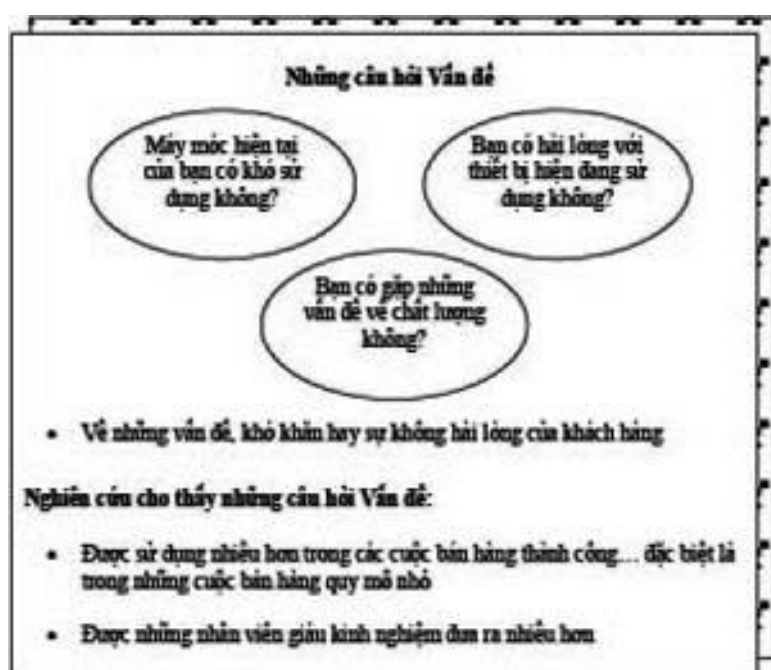 Những câu hỏi Vấn đề
Máy móc hiện tại
của bạn có khó sử
dụng không?
Bạn có hài lòng với
thiết bị hiện đang sử
dụng không?
Bạn có gặp những
vấn đề về chất lượng
không?
• Về những vấn đề, khó khăn hay sự không hài lòng của khách hàng
Nghiên cứu cho thấy những câu hỏi Vấn đề:
• Được sử dụng nhiều hơn trong các cuộc bán hàng thành công… đặc biệt là
trong những cuộc bán hàng quy mô nhỏ
• Được những nhân viên giàu kinh nghiệm đưa ra nhiều hơn